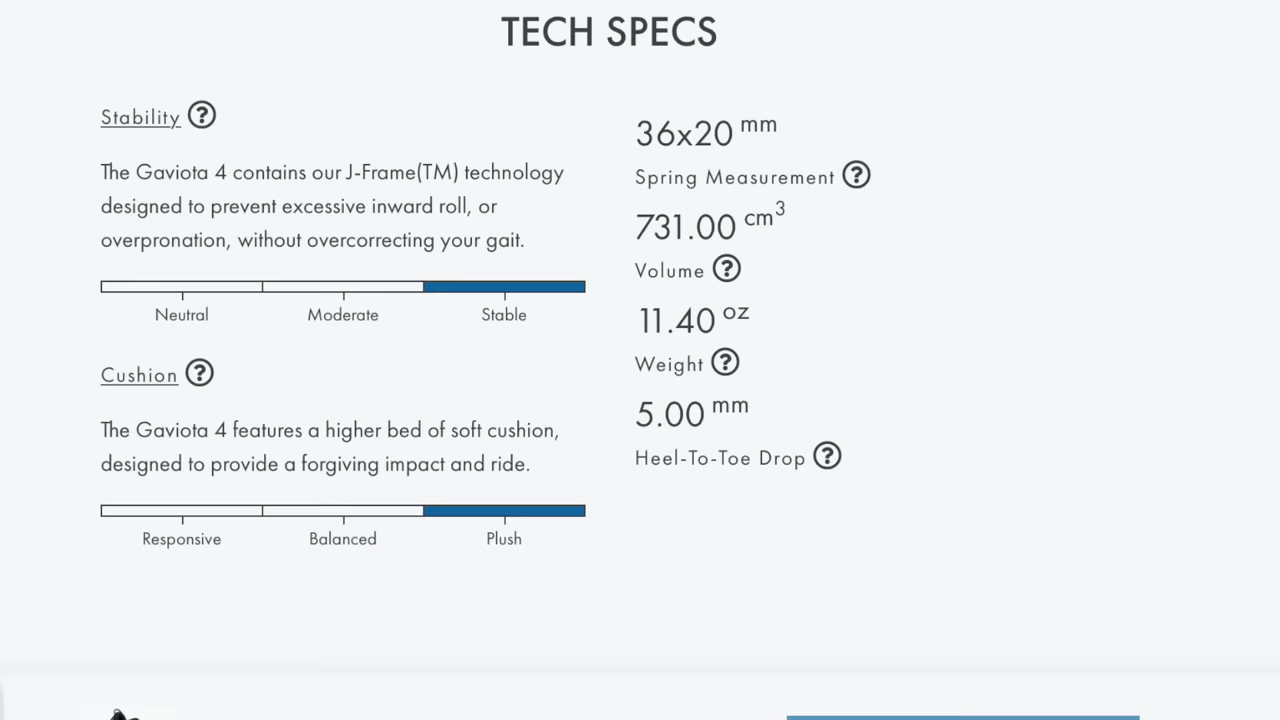 TECH SPECS
Stability ?
The Gaviota 4 contains our J-Frame(TM) technology
designed to prevent excessive inward roll, or
overpronation, without overcorrecting your gait.
Neutral Moderate Stable
Cushion ?
The Gaviota 4 features a higher bed of soft cushion,
designed to provide a forgiving impact and ride.
Responsive Balanced Plush
36x20 mm
Spring Measurement ?
731.00 cm³
Volume ?
11.40 oz
Weight ?
5.00 mm
Heel-To-Toe Drop ?